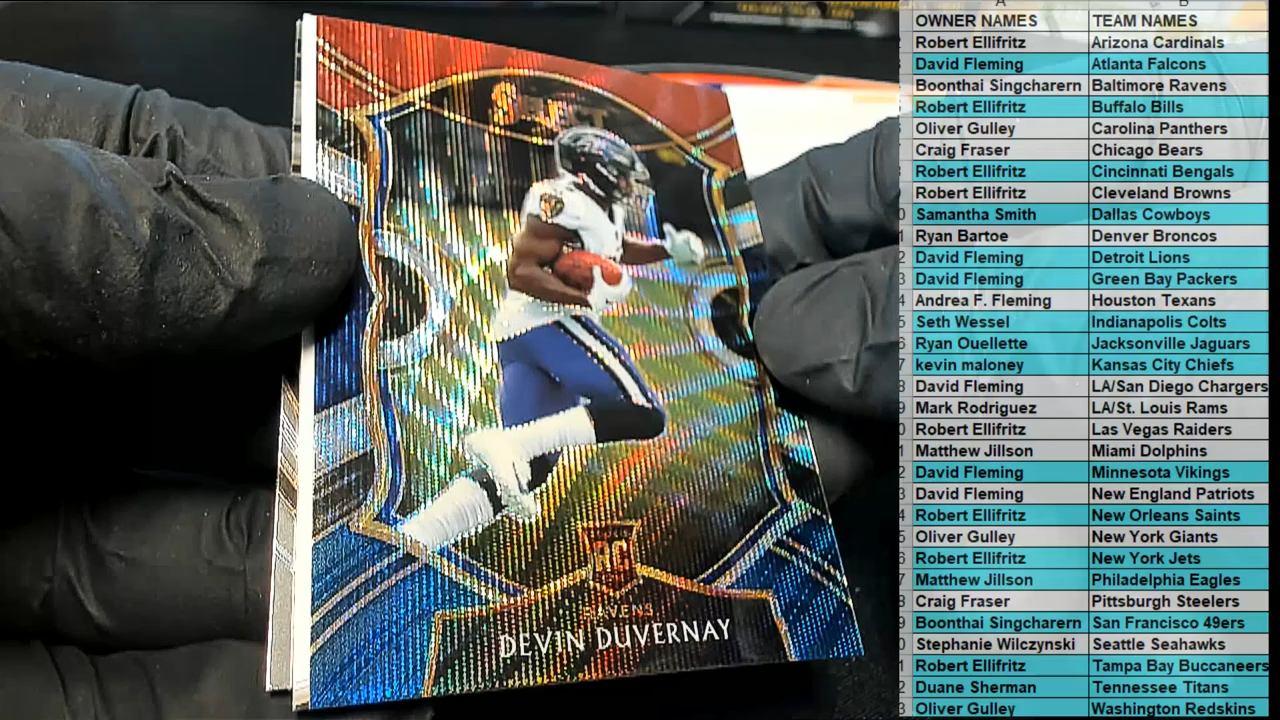 SELECT
RC
RAVENS
DEVIN DUVERNAY
A B
OWNER NAMES TEAM NAMES
Robert Ellifritz Arizona Cardinals
David Fleming Atlanta Falcons
Boonthai Singcharern Baltimore Ravens
Robert Ellifritz Buffalo Bills
Oliver Gulley Carolina Panthers
Craig Fraser Chicago Bears
Robert Ellifritz Cincinnati Bengals
Robert Ellifritz Cleveland Browns
Samantha Smith Dallas Cowboys
Ryan Bartoe Denver Broncos
David Fleming Detroit Lions
David Fleming Green Bay Packers
Andrea F. Fleming Houston Texans
Seth Wessel Indianapolis Colts
Ryan Ouellette Jacksonville Jaguars
kevin maloney Kansas City Chiefs
David Fleming LA/San Diego Chargers
Mark Rodriguez LA/St. Louis Rams
Robert Ellifritz Las Vegas Raiders
Matthew Jillson Miami Dolphins
David Fleming Minnesota Vikings
David Fleming New England Patriots
Robert Ellifritz New Orleans Saints
Oliver Gulley New York Giants
Robert Ellifritz New York Jets
Matthew Jillson Philadelphia Eagles
Craig Fraser Pittsburgh Steelers
Boonthai Singcharern San Francisco 49ers
Stephanie Wilczynski Seattle Seahawks
Robert Ellifritz Tampa Bay Buccaneers
Duane Sherman Tennessee Titans
Oliver Gulley Washington Redskins